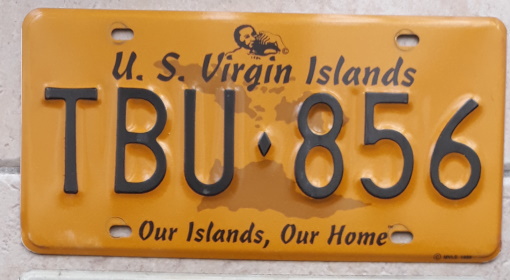 U. S. Virgin Islands
TBU♦856
Our Islands, Our Home